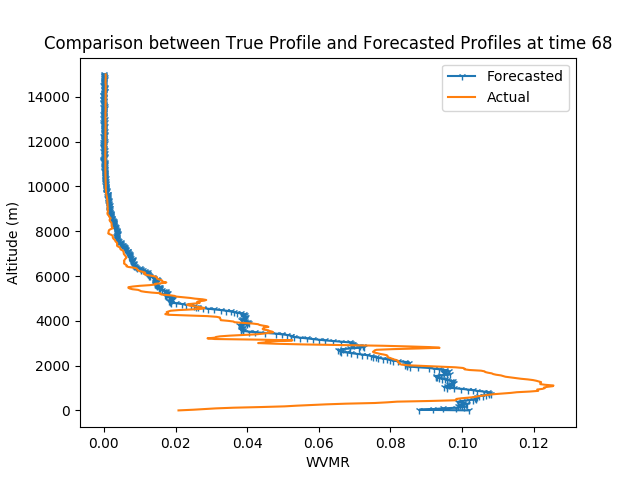 Comparison between True Profile and Forecasted Profiles at time 68
Forecasted
Actual
Altitude (m)
14000
12000
10000
8000
6000
4000
2000
0
0.00 0.02 0.04 0.06 0.08 0.10 0.12
WVMR